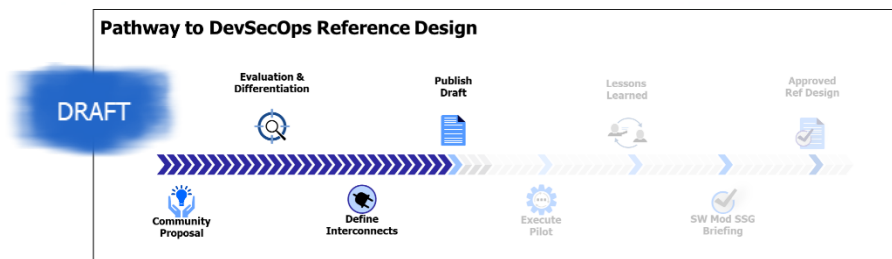 Pathway to DevSecOps Reference Design
DRAFT
Evaluation &
Differentiation
Publish
Draft
Lessons
Learned
Approved
Ref Design
Community
Proposal
Define
Interconnects
Execute
Pilot
SW Mod SSG
Briefing